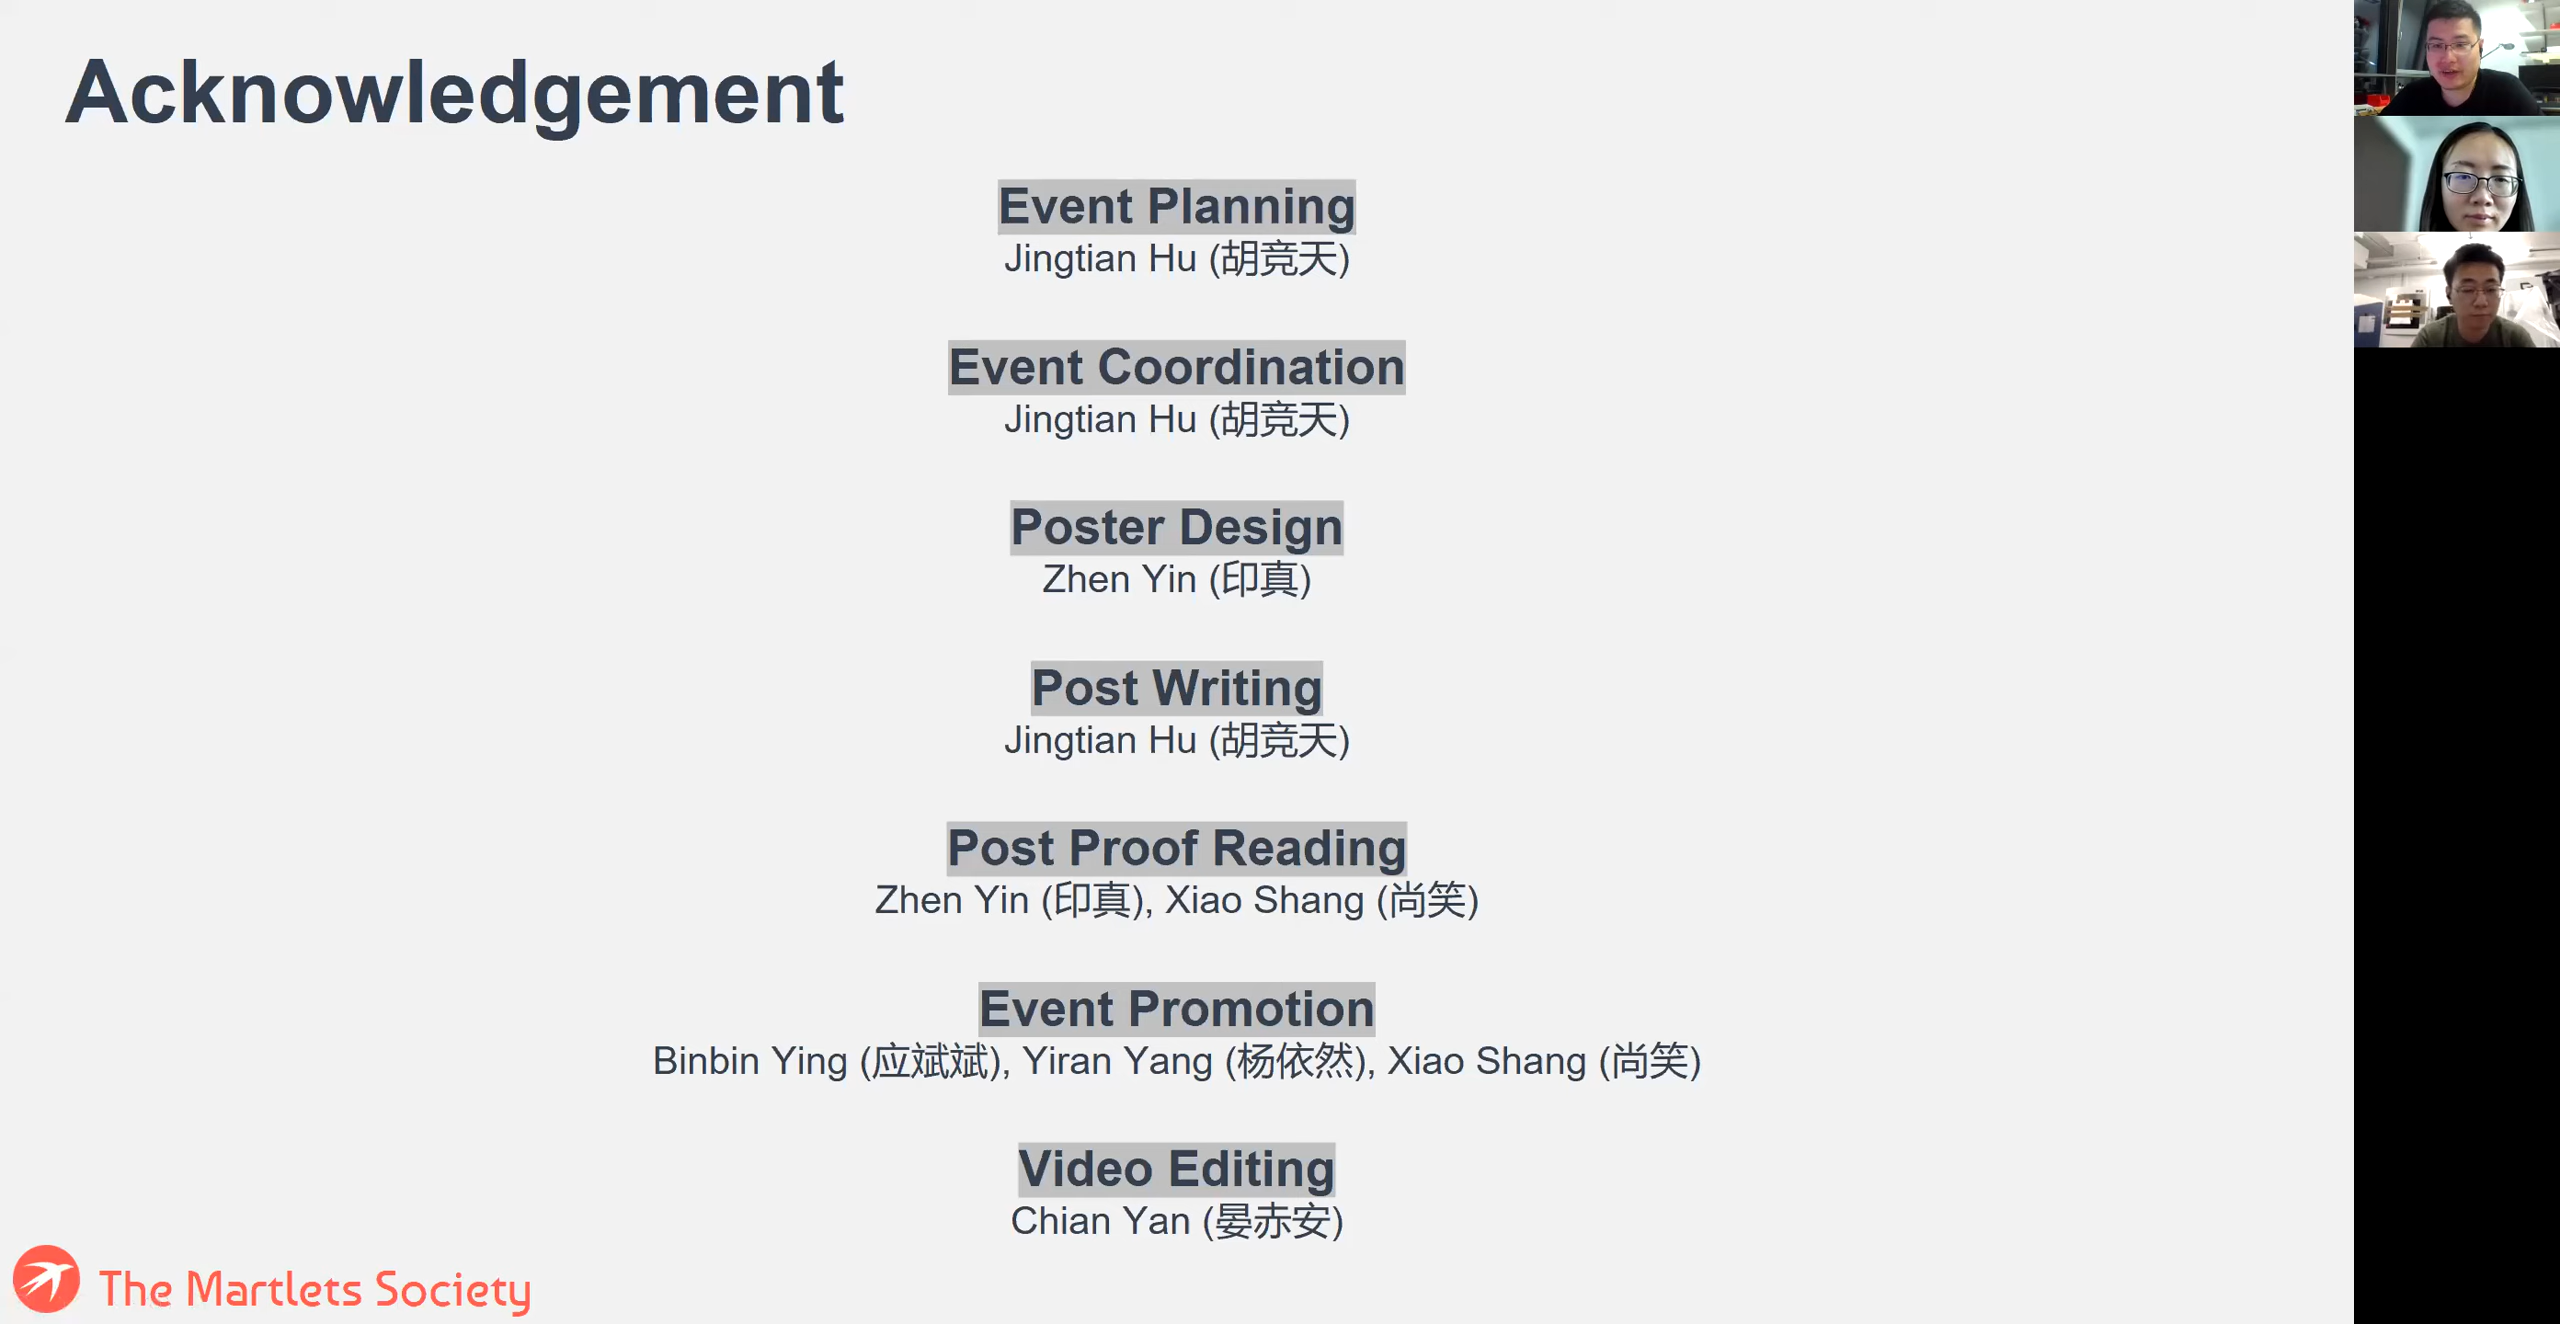 Acknowledgement
Event Planning
Jingtian Hu (胡竞天)
Event Coordination
Jingtian Hu (胡竞天)
Poster Design
Zhen Yin (印真)
Post Writing
Jingtian Hu (胡竞天)
Post Proof Reading
Zhen Yin (印真), Xiao Shang (尚笑)
Event Promotion
Binbin Ying (应斌斌), Yiran Yang (杨依然), Xiao Shang (尚笑)
Video Editing
Chian Yan (晏赤安)
The Martlets Society